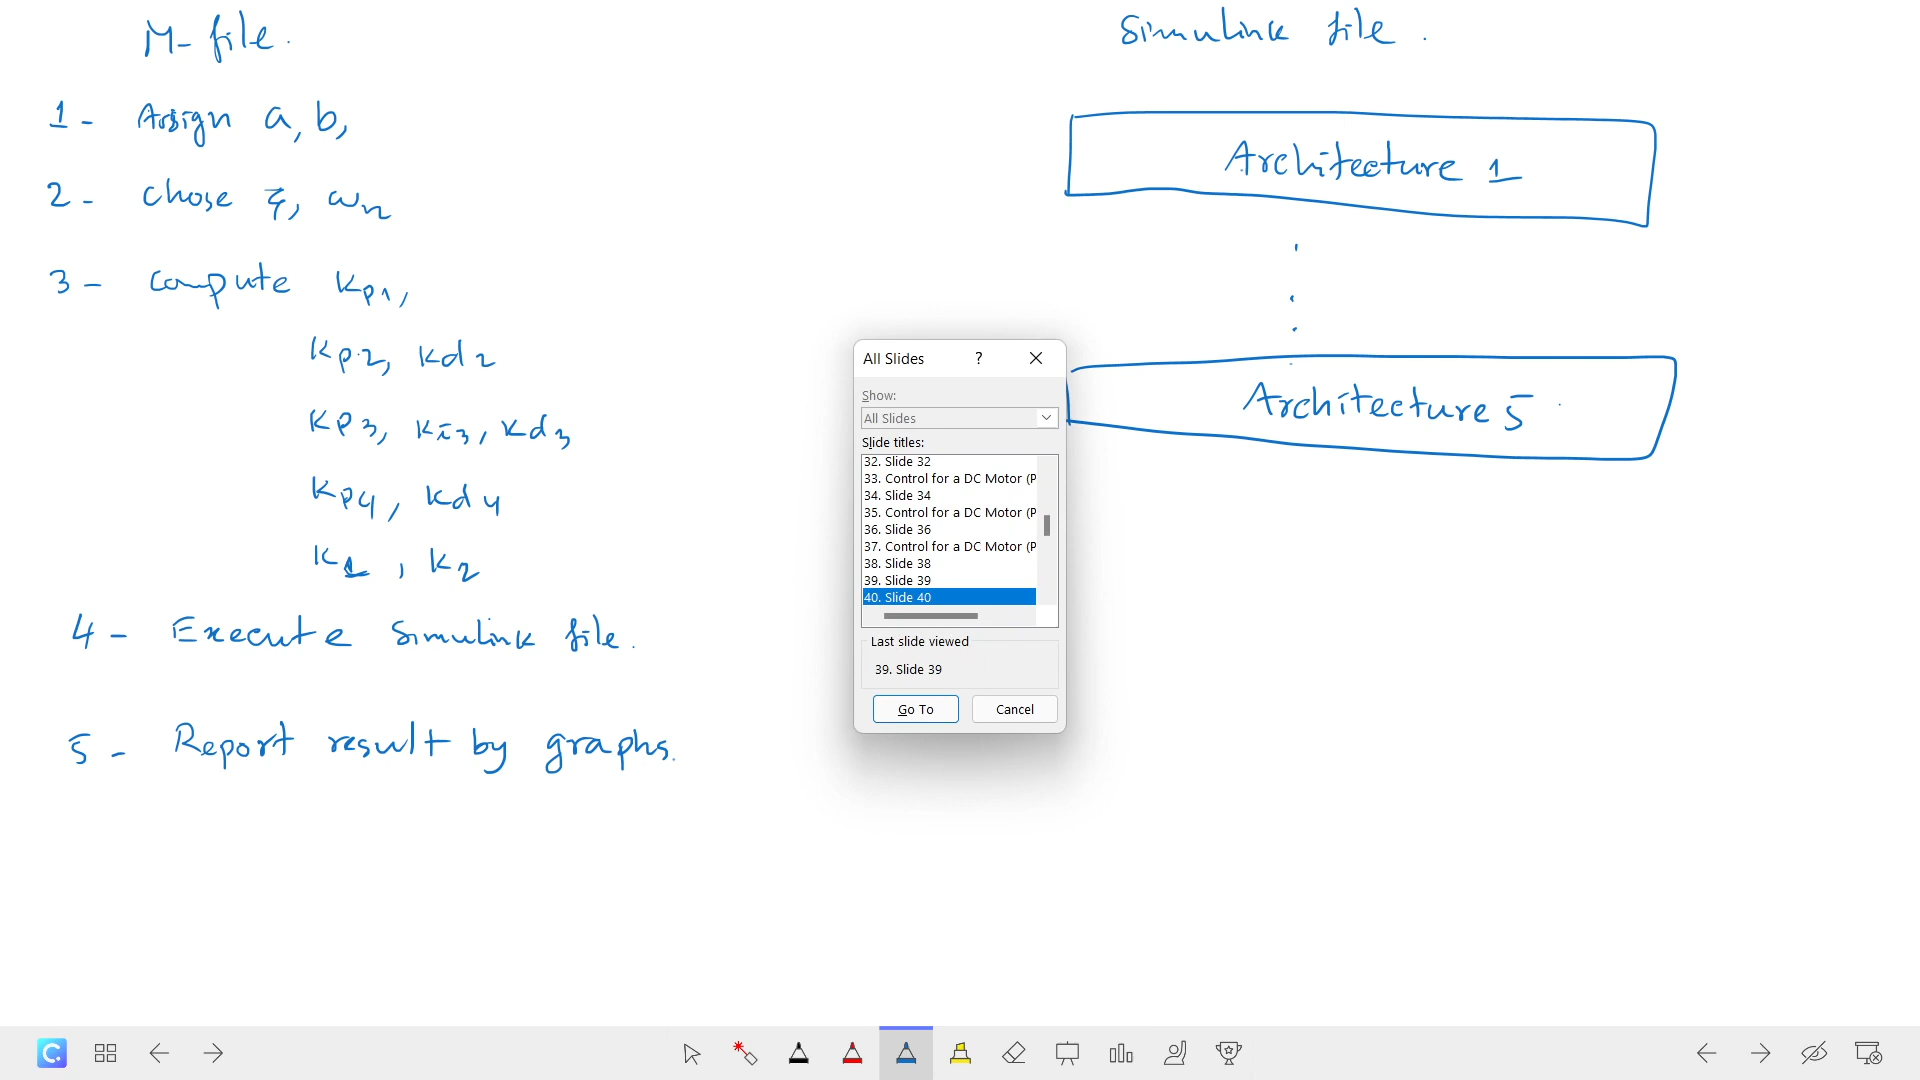 M-file.
1 - Assign a, b,
2 - chose ξ, ωn
3 - compute Kp1,
Kp2, Kd2
Kp3, Ki3, Kd3
Kp4, Kd4
K1, K2
4 - Execute Simulink file.
5 - Report result by graphs.
Simulink file.
Architecture 1
Architecture 5
All Slides
?
Show:
All Slides
Slide titles:
32. Slide 32
33. Control for a DC Motor (P
34. Slide 34
35. Control for a DC Motor (P
36. Slide 36
37. Control for a DC Motor (P
38. Slide 38
39. Slide 39
40. Slide 40
Last slide viewed
39. Slide 39
Go To
Cancel